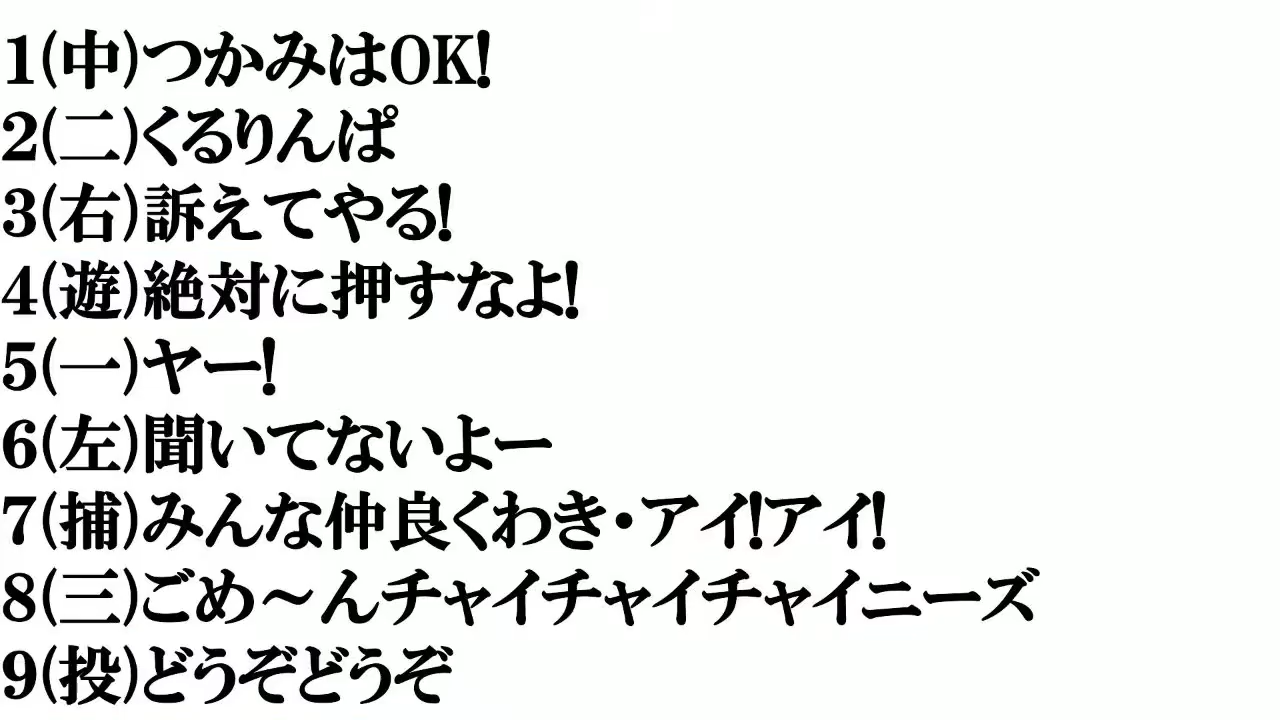 1(中)つかみはOK!
2(二)くるりんぱ
3(右)訴えてやる!
4(遊)絶対に押すなよ!
5(一)ヤー!
6(左)聞いてないよー
7(捕)みんな仲良くわき・アイ!アイ!
8(三)ごめ～んチャイチャイチャイニーズ
9(投)どうぞどうぞ